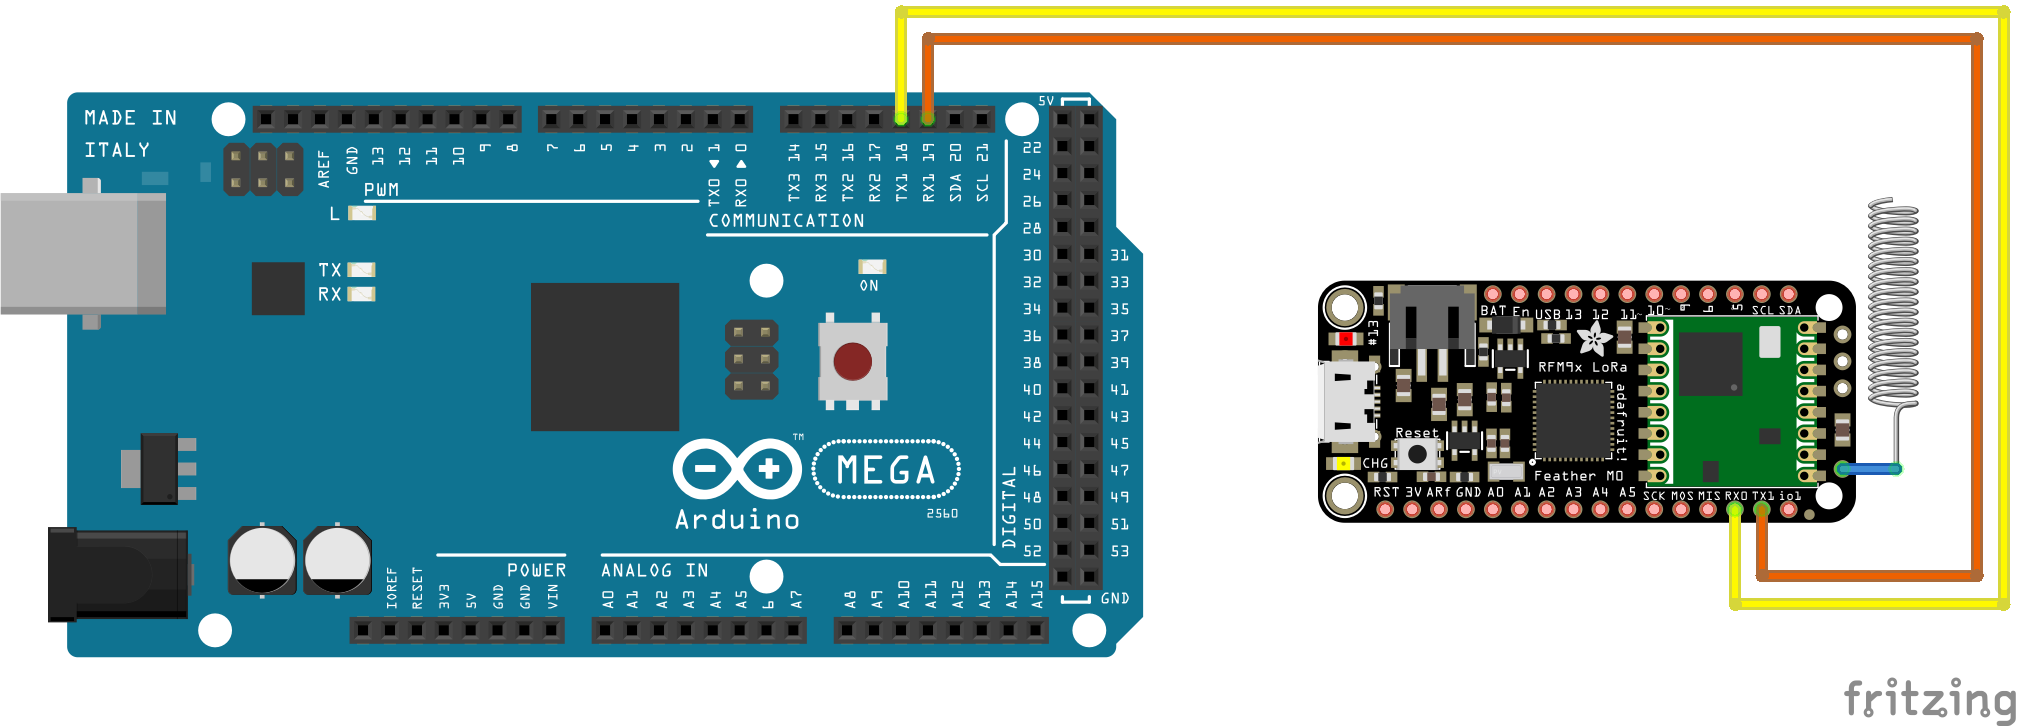 MADE IN
ITALY
AREF
GND
13
12
11
10
9
8
7
6
5
4
3
2
TX0 ◀ 1
RX0 ▶ 0
TX3 14
RX3 15
TX2 16
RX2 17
TX1 18
RX1 19
SDA 20
SCL 21
PWM
L
COMMUNICATION
TX
RX
ON
5V
22
24
26
28
30 31
32 33
34 35
36 37
38 39
40 41
42 43
44 45
46 47
48 49
50 51
52 53
GND
DIGITAL
TM
MEGA
2560
Arduino
POWER
ANALOG IN
IOREF
RESET
3V3
5V
GND
GND
VIN
A0
A1
A2
A3
A4
A5
6
A7
A8
A9
A10
A11
A12
A13
A14
A15
BAT En USB 13 12 11~ 10~ 9 6 5 SCL SDA
#13
RFM9x LoRa
adafruit!
Reset
CHG
Feather M0
RST 3V ARf GND A0 A1 A2 A3 A4 A5 SCK MOS MIS RX0 TX1 io1
fritzing